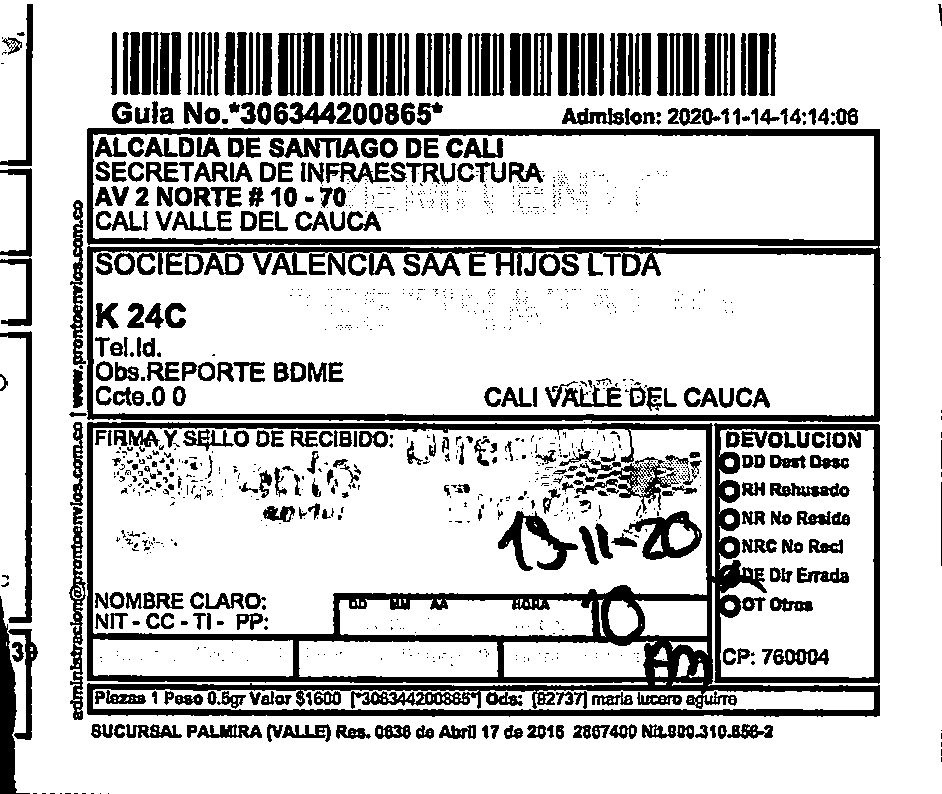 Guia No.*306344200865*
Admision: 2020-11-14-14:14:06
ALCALDIA DE SANTIAGO DE CALI
SECRETARIA DE INFRAESTRUCTURA
AV 2 NORTE # 10 - 70
CALI VALLE DEL CAUCA
SOCIEDAD VALENCIA SAA E HIJOS LTDA
K 24C
Tel.Id.
Obs.REPORTE BDME
Ccte.0 0
CALI VALLE DEL CAUCA
administracion@prontoenvios.com.co | www.prontoenvios.com.co
FIRMA Y SELLO DE RECIBIDO:
Pronto
envios
-11-20
NOMBRE CLARO:
NIT - CC - TI - PP:
DD MM AA HORA
10
AM
DEVOLUCION
DD Dest Desc
RH Rehusado
NR No Reside
NRC No Recl
DE Dir Errada
OT Otros
CP: 760004
Piezas 1 Peso 0.5gr Valor $1600 [*306344200865*] Ods: [92737] maria lucero aguirre
SUCURSAL PALMIRA (VALLE) Res. 0636 de Abril 17 de 2015 2867400 Nit.900.310.856-2
39